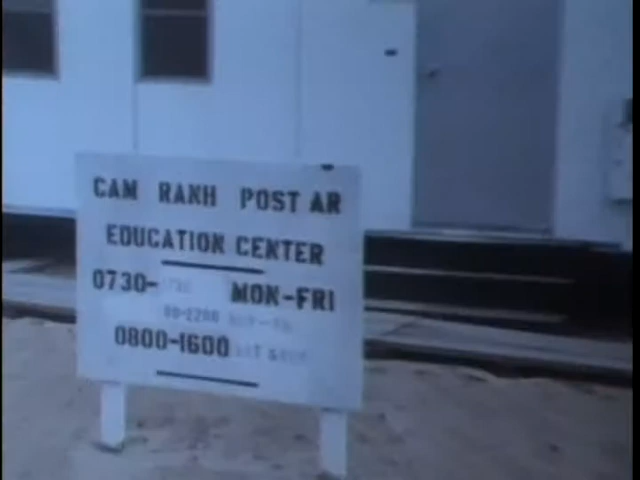 CAM RANH POST AR
EDUCATION CENTER
0730- MON-FRI
0800-1600